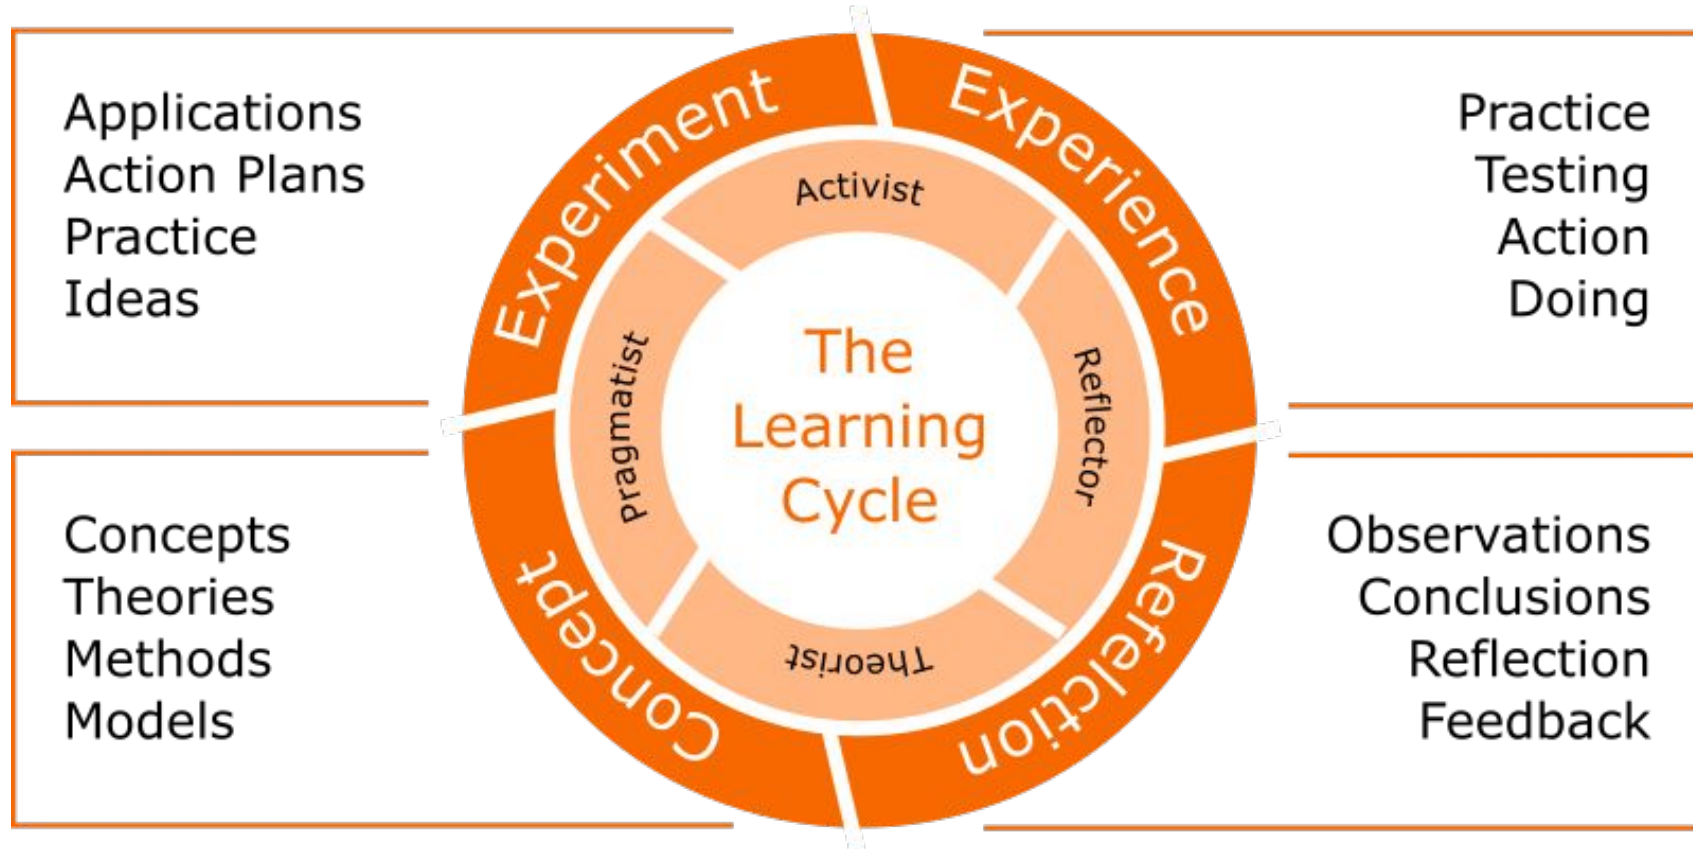 Applications
Action Plans
Practice
Ideas
Experiment
Experience
Practice
Testing
Action
Doing
Activist
Pragmatist
Reflector
Theorist
The
Learning
Cycle
Concepts
Theories
Methods
Models
Concept
Refelction
Observations
Conclusions
Reflection
Feedback